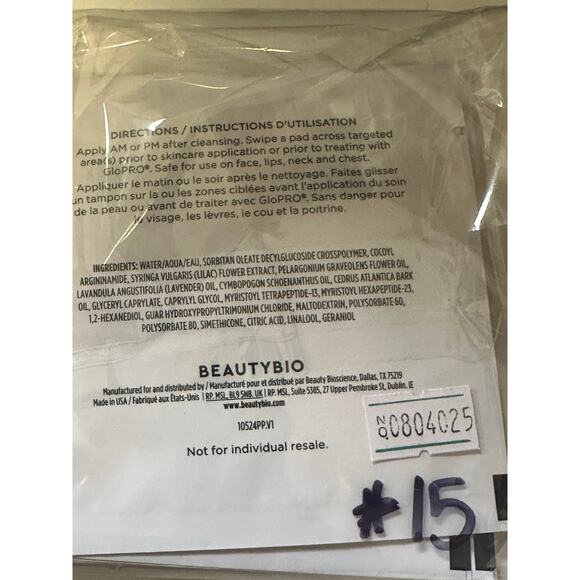 DIRECTIONS / INSTRUCTIONS D'UTILISATION
Apply AM or PM after cleansing. Swipe a pad across targeted
area(s) prior to skincare application or prior to treating with
GloPRO®. Safe for use on face, lips, neck and chest.
Appliquer le matin ou le soir après le nettoyage. Faites glisser
un tampon sur la ou les zones ciblées avant l'application du soin
de la peau ou avant de traiter avec GloPRO®. Sans danger pour
le visage, les lèvres, le cou et la poitrine.
INGREDIENTS: WATER/AQUA/EAU, SORBITAN OLEATE DECYLGLUCOSIDE CROSSPOLYMER, COCOYL
ARGININAMIDE, SYRINGA VULGARIS (LILAC) FLOWER EXTRACT, PELARGONIUM GRAVEOLENS FLOWER OIL,
LAVANDULA ANGUSTIFOLIA (LAVENDER) OIL, CYMBOPOGON SCHOENANTHUS OIL, CEDRUS ATLANTICA BARK
OIL, GLYCERYL CAPRYLATE, CAPRYLYL GLYCOL, MYRISTOYL TETRAPEPTIDE-13, MYRISTOYL HEXAPEPTIDE-23,
1,2-HEXANEDIOL, GUAR HYDROXYPROPYLTRIMONIUM CHLORIDE, MALTODEXTRIN, POLYSORBATE 60,
POLYSORBATE 80, SIMETHICONE, CITRIC ACID, LINALOOL, GERANIOL
BEAUTYBIO
Manufactured for and distributed by / Manufacturé pour et distribué par Beauty Bioscience, Dallas, TX 75219
Made in USA / Fabriqué aux États-Unis | RP. MSL, BL9 5NB. UK | RP. MSL, Suite 5385, 27 Upper Pembroke St, Dublin. IE
www.beautybio.com
10524PP.V1
Not for individual resale.
NO 0804025
*15